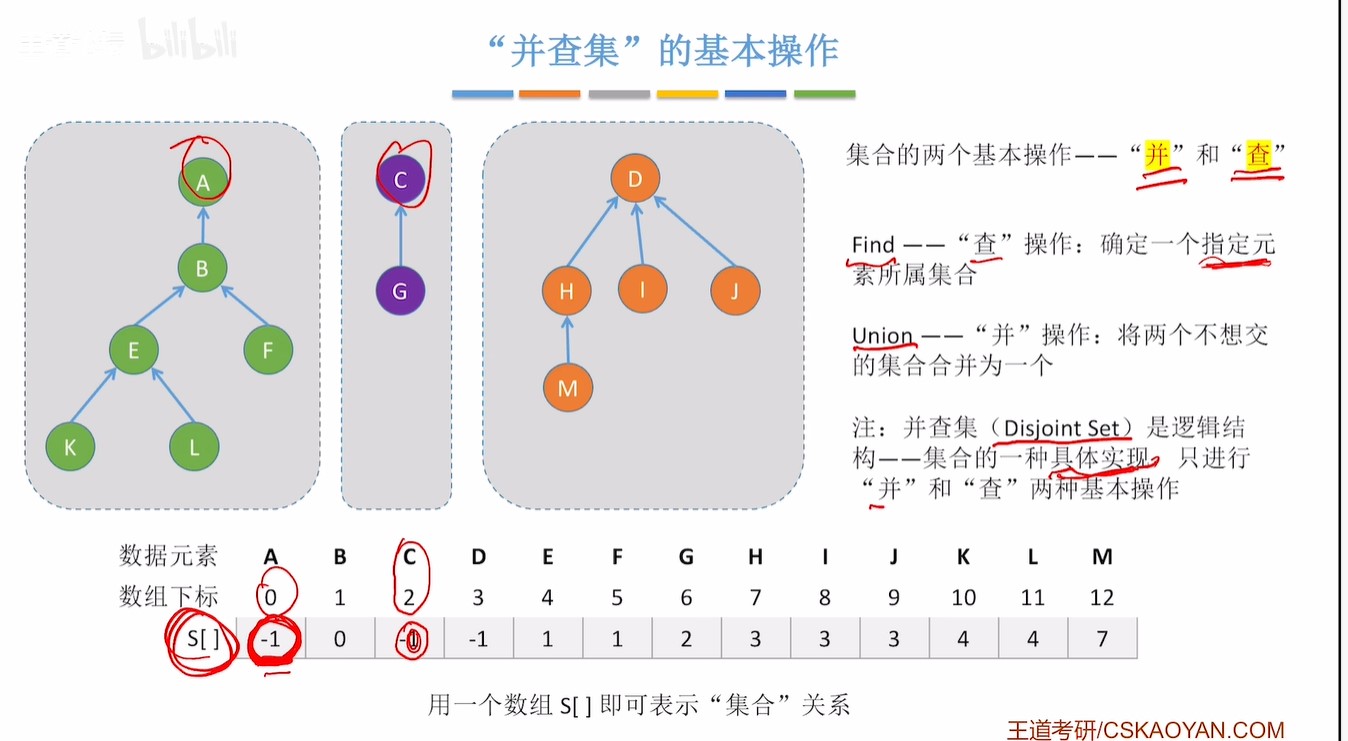 bilibili
“并查集”的基本操作
A
C
D
B
G
H
I
J
E
F
M
K
L
集合的两个基本操作——“并”和“查”
Find ——“查”操作：确定一个指定元
素所属集合
Union ——“并”操作：将两个不想交
的集合合并为一个
注：并查集（Disjoint Set）是逻辑结
构——集合的一种具体实现，只进行
“并”和“查”两种基本操作
数据元素 A B C D E F G H I J K L M
数组下标 0 1 2 3 4 5 6 7 8 9 10 11 12
S[ ] -1 0 -1 -1 1 1 2 3 3 3 4 4 7
用一个数组 S[ ] 即可表示“集合”关系
王道考研/CSKAOYAN.COM